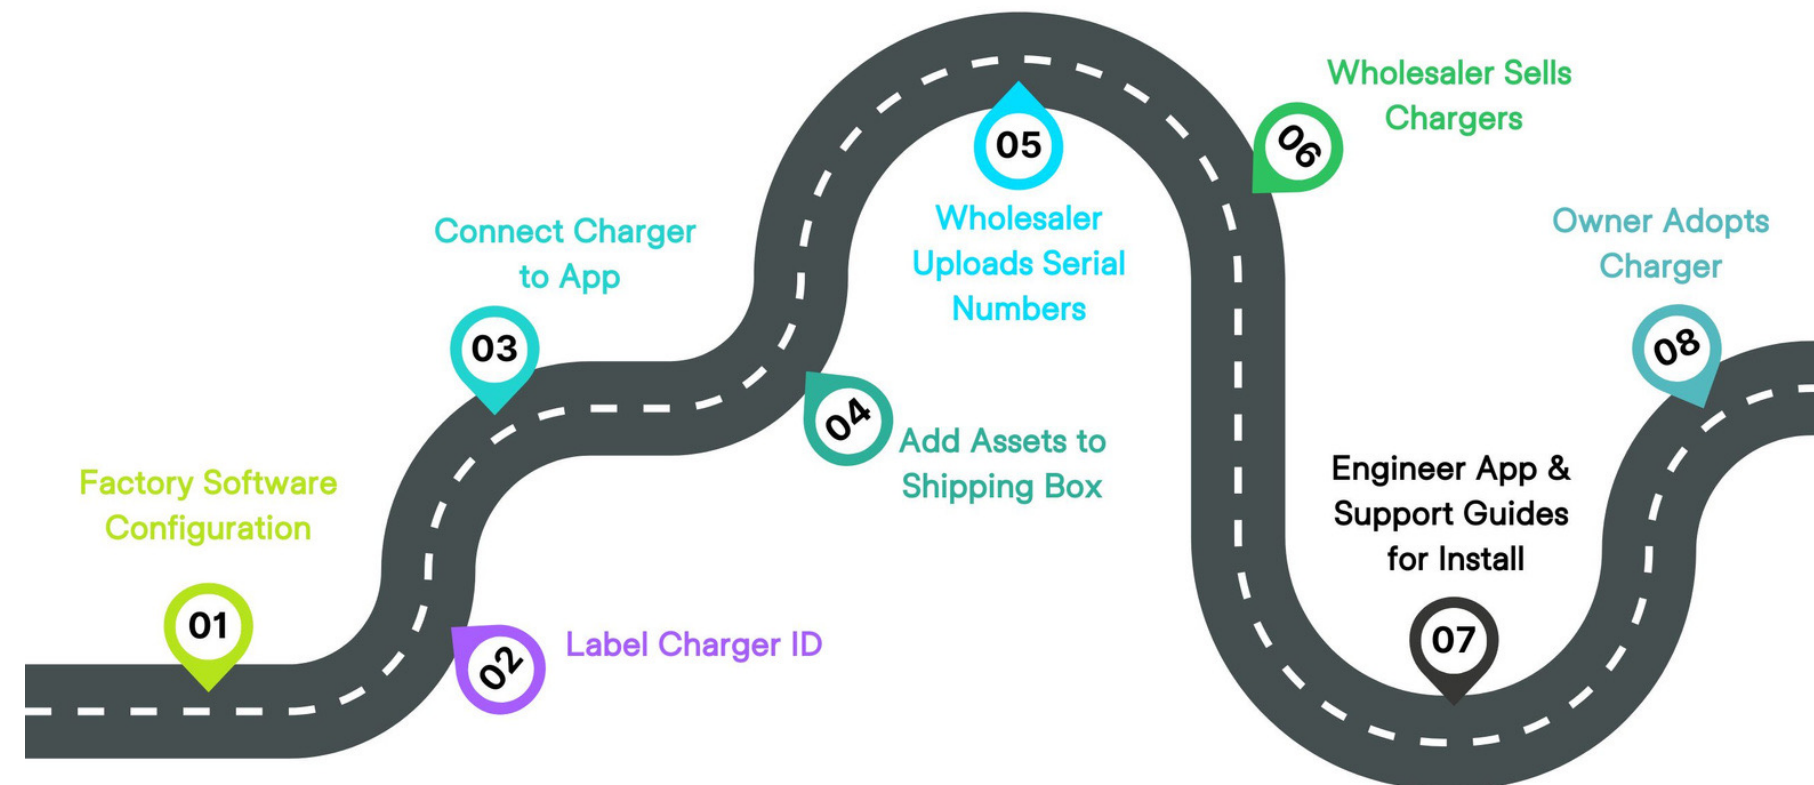 01
Factory Software
Configuration
02
Label Charger ID
03
Connect Charger
to App
04
Add Assets to
Shipping Box
05
Wholesaler
Uploads Serial
Numbers
06
Wholesaler Sells
Chargers
07
Engineer App &
Support Guides
for Install
08
Owner Adopts
Charger